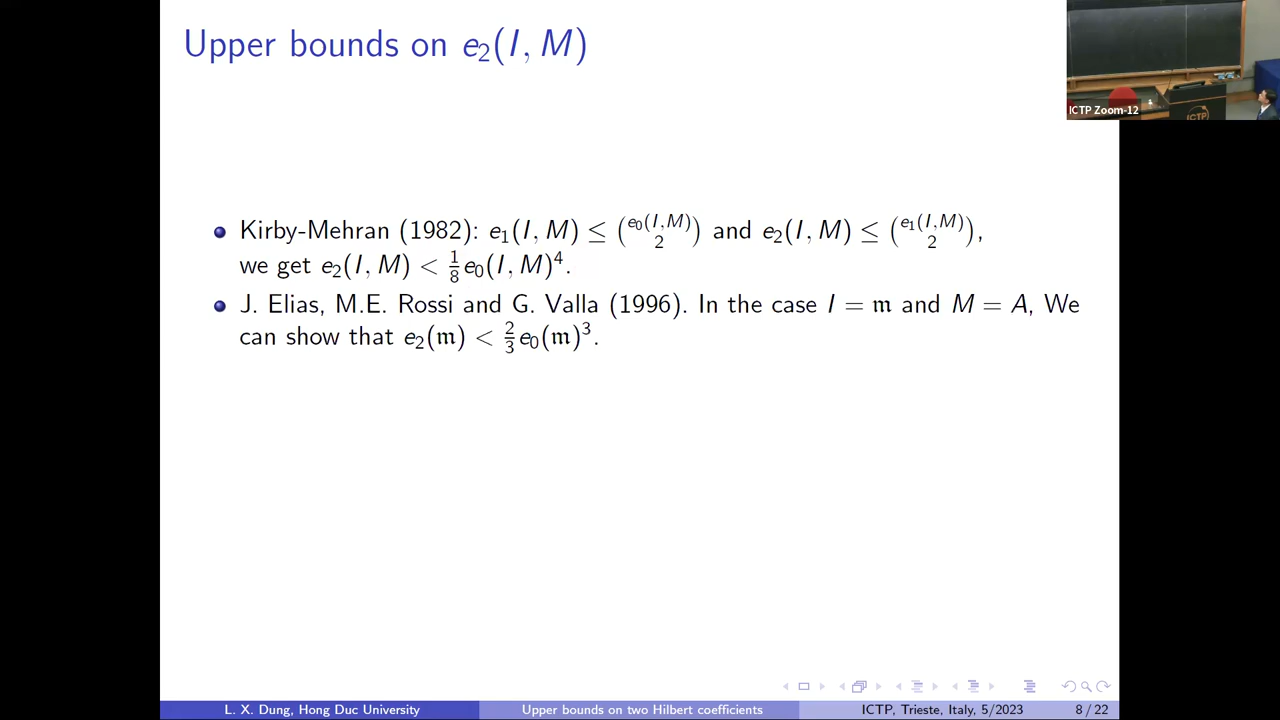 Upper bounds on e₂(I, M)
ICTP Zoom-12
ICTP
Kirby-Mehran (1982): e₁(I, M) ≤ (e₀(I,M) 2) and e₂(I, M) ≤ (e₁(I,M) 2),
we get e₂(I, M) < 1/8 e₀(I, M)⁴.
J. Elias, M.E. Rossi and G. Valla (1996). In the case I = 𝔪 and M = A, We
can show that e₂(𝔪) < 2/3 e₀(𝔪)³.
L. X. Dung, Hong Duc University
Upper bounds on two Hilbert coefficients
ICTP, Trieste, Italy, 5/2023
8 / 22